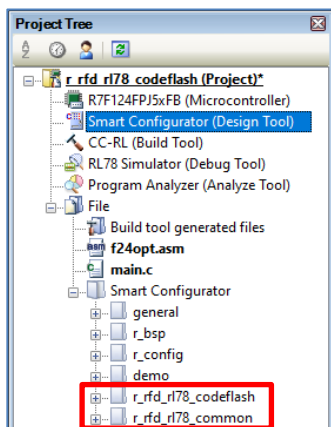 Project Tree
r_rfd_rl78_codeflash (Project)*
R7F124FPJ5xFB (Microcontroller)
Smart Configurator (Design Tool)
CC-RL (Build Tool)
RL78 Simulator (Debug Tool)
Program Analyzer (Analyze Tool)
File
Build tool generated files
f24opt.asm
main.c
Smart Configurator
general
r_bsp
r_config
demo
r_rfd_rl78_codeflash
r_rfd_rl78_common